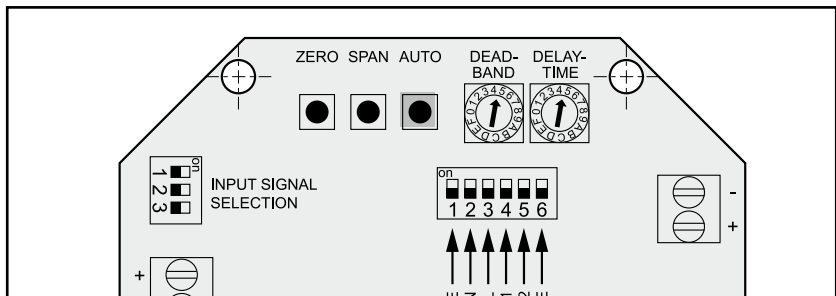 ZERO SPAN AUTO
DEAD-
BAND
DELAY-
TIME
0123456789ABCDEF
0123456789ABCDEF
1
2
3
on
INPUT SIGNAL
SELECTION
on
1 2 3 4 5 6
-
+
+